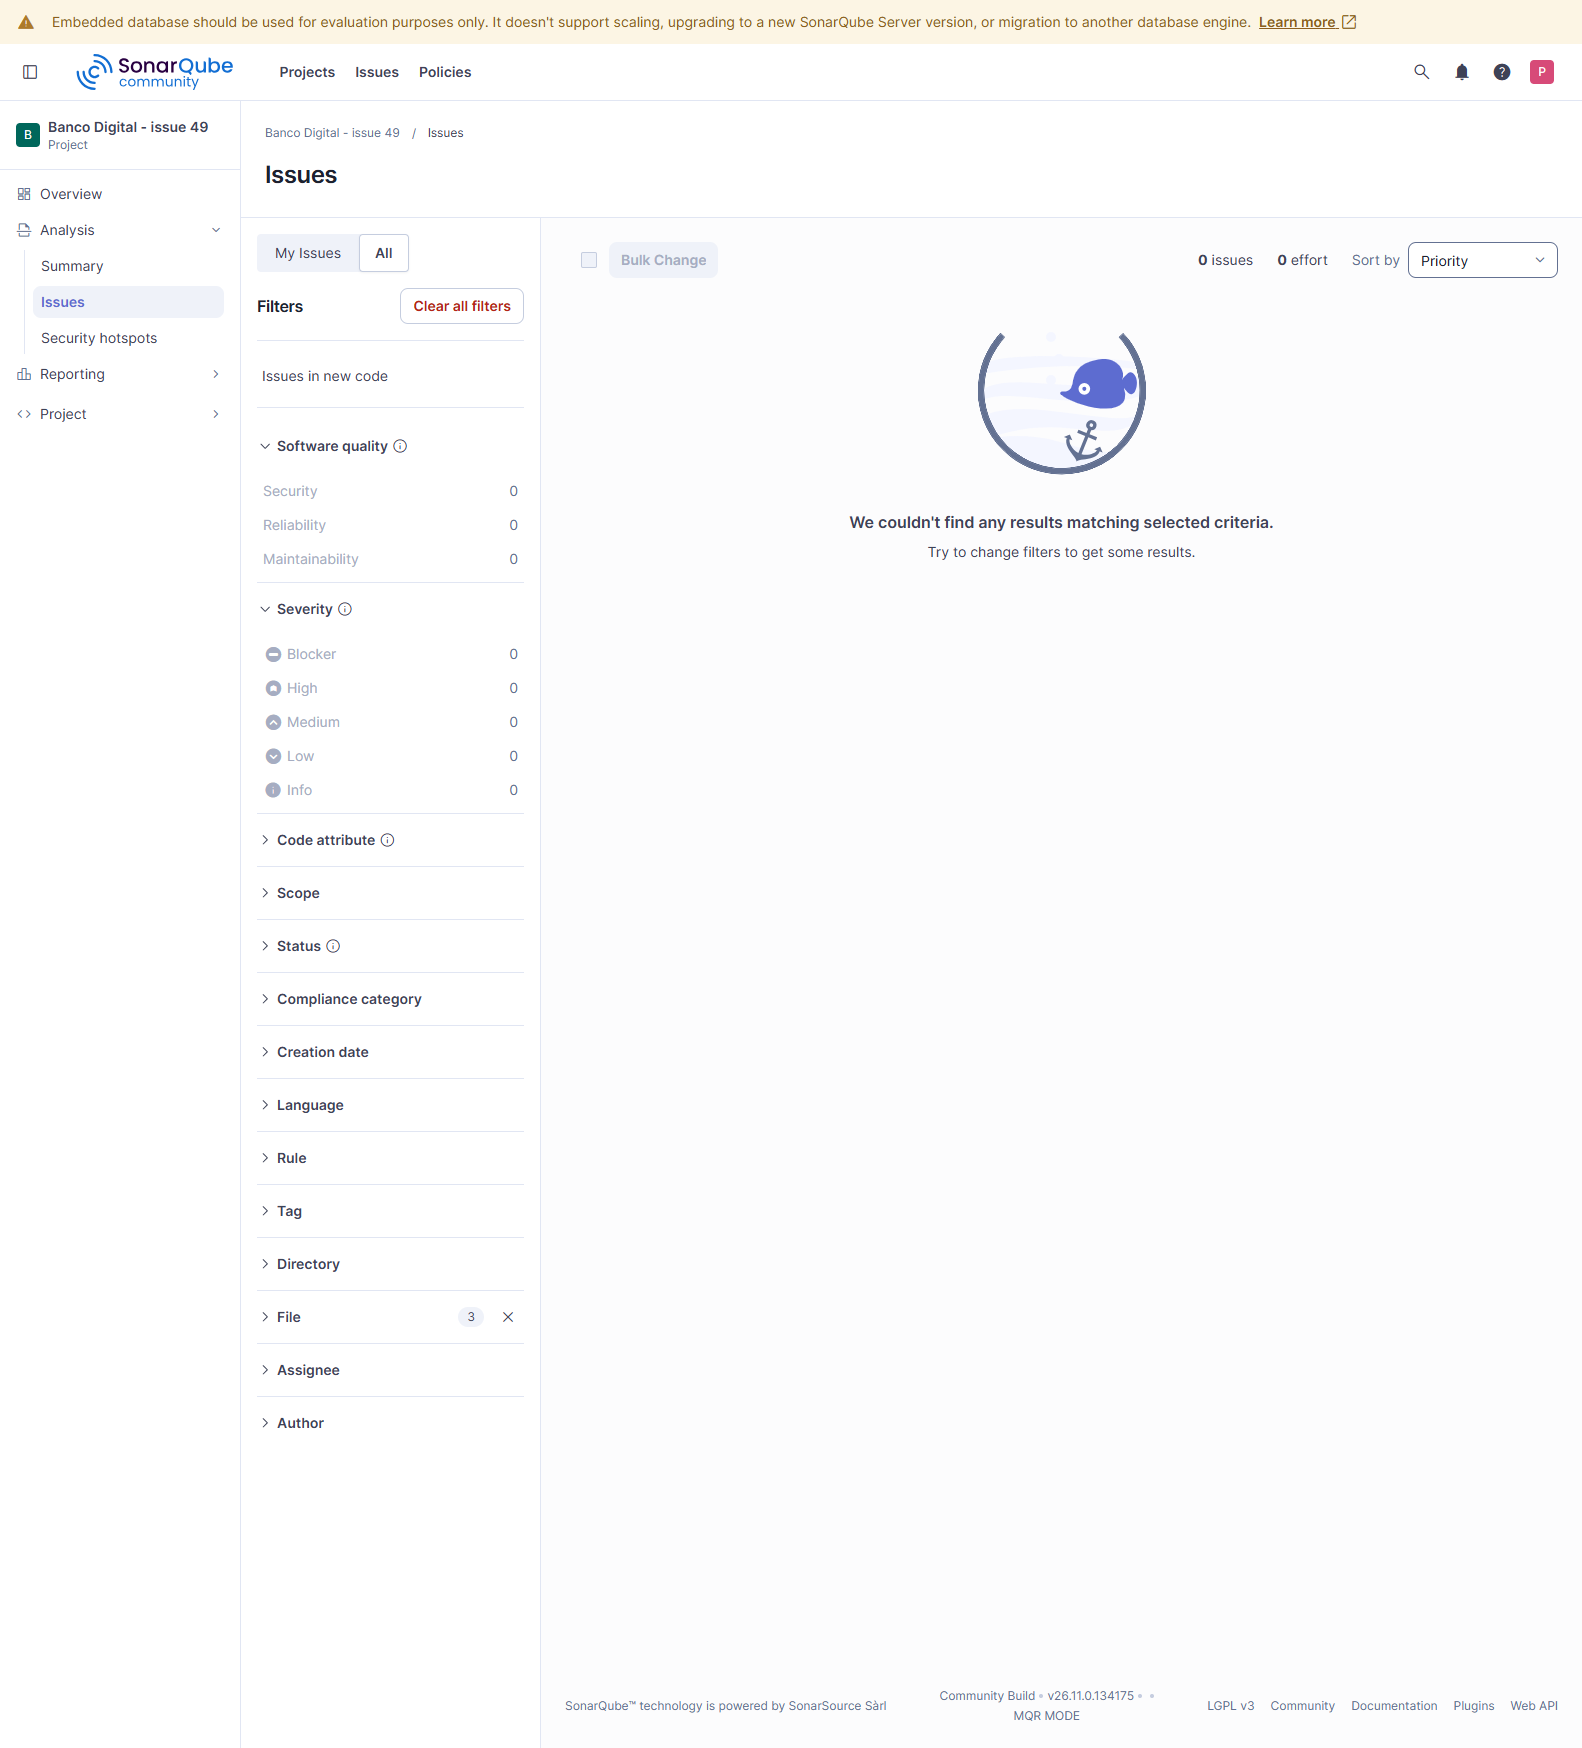 Embedded database should be used for evaluation purposes only. It doesn't support scaling, upgrading to a new SonarQube Server version, or migration to another database engine. Learn more
SonarQube community
Projects
Issues
Policies
?
P
B
Banco Digital - issue 49
Project
Overview
Analysis
Summary
Issues
Security hotspots
Reporting
Project
Banco Digital - issue 49 / Issues
Issues
My Issues
All
Filters
Clear all filters
Issues in new code
Software quality
Security 0
Reliability 0
Maintainability 0
Severity
Blocker 0
High 0
Medium 0
Low 0
Info 0
Code attribute
Scope
Status
Compliance category
Creation date
Language
Rule
Tag
Directory
File 3
Assignee
Author
Bulk Change
0 issues
0 effort
Sort by
Priority
We couldn't find any results matching selected criteria.
Try to change filters to get some results.
SonarQube™ technology is powered by SonarSource Sàrl
Community Build • v26.11.0.134175 • •
MQR MODE
LGPL v3
Community
Documentation
Plugins
Web API